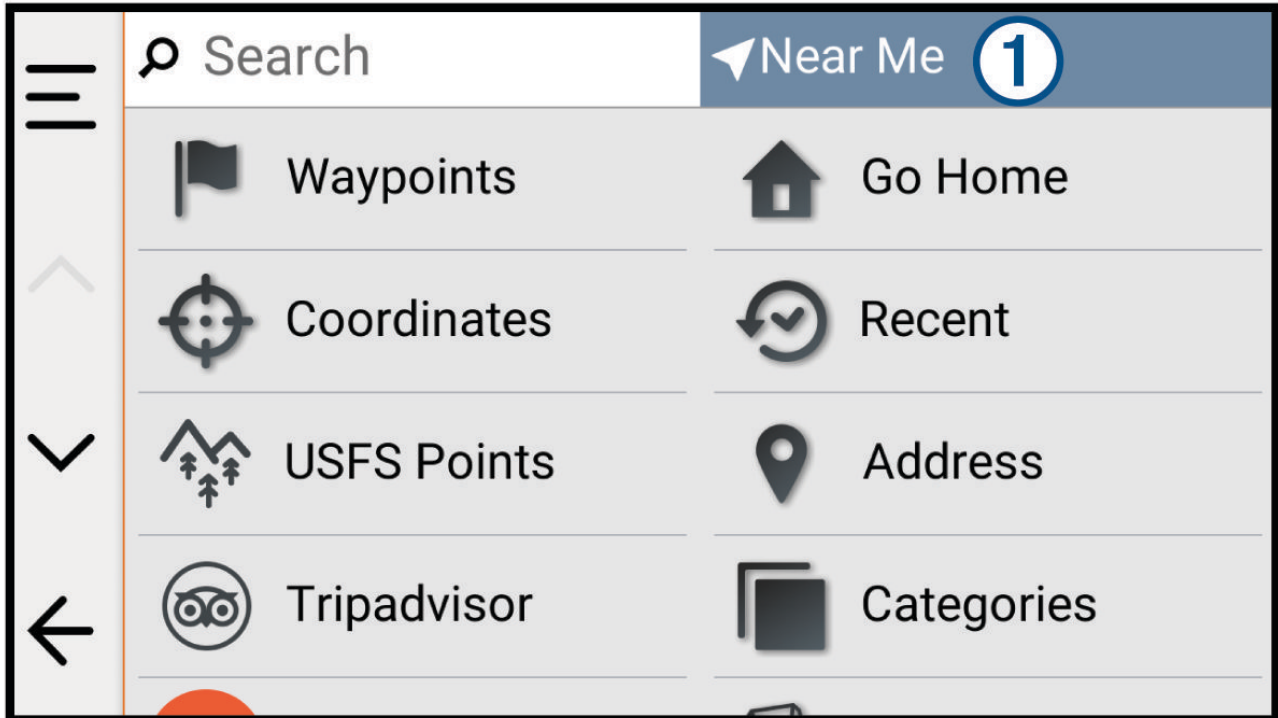 Search
Near Me 1
Waypoints
Go Home
Coordinates
Recent
USFS Points
Address
Tripadvisor
Categories